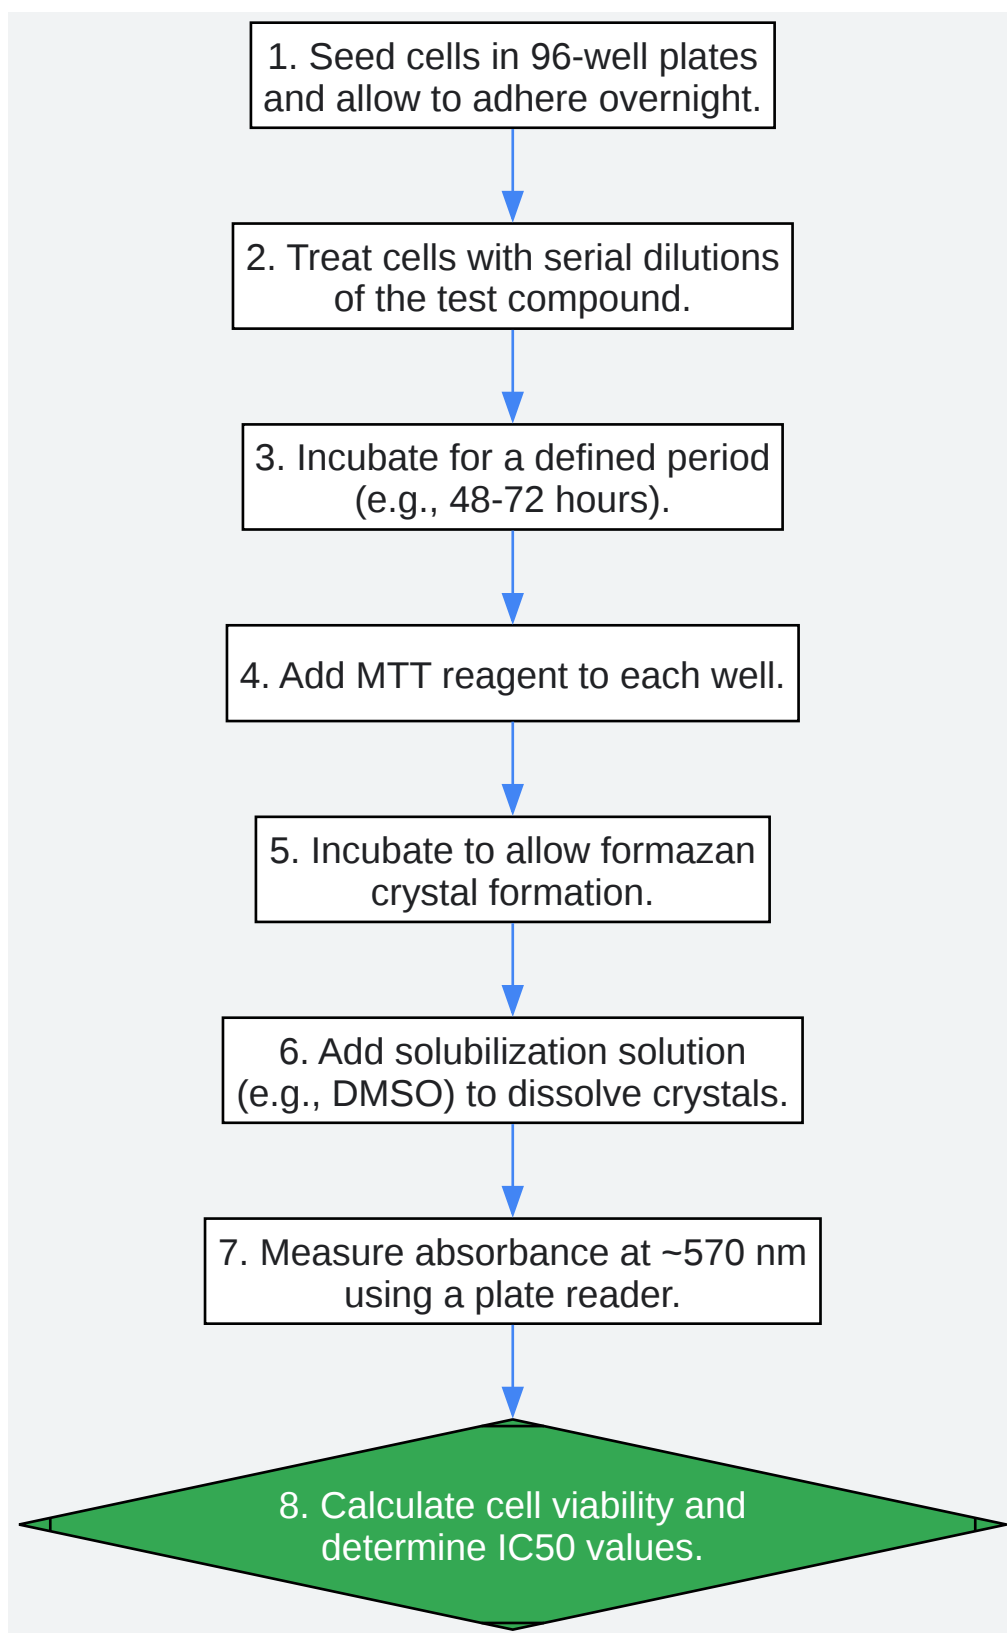 1. Seed cells in 96-well plates
and allow to adhere overnight.
2. Treat cells with serial dilutions
of the test compound.
3. Incubate for a defined period
(e.g., 48-72 hours).
4. Add MTT reagent to each well.
5. Incubate to allow formazan
crystal formation.
6. Add solubilization solution
(e.g., DMSO) to dissolve crystals.
7. Measure absorbance at ~570 nm
using a plate reader.
8. Calculate cell viability and
determine IC50 values.